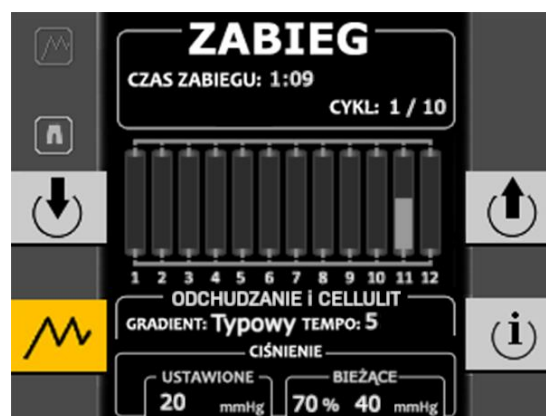 ZABIEG
CZAS ZABIEGU: 1:09
CYKL: 1 / 10
1 2 3 4 5 6 7 8 9 10 11 12
ODCHUDZANIE i CELLULIT
GRADIENT: Typowy TEMPO: 5
i
CIŚNIENIE
USTAWIONE BIEŻĄCE
20 mmHg 70 % 40 mmHg